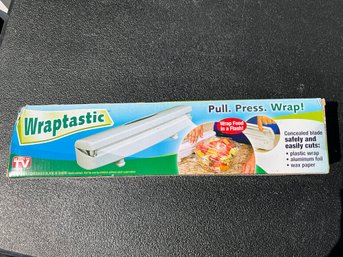 Wraptastic
Pull. Press. Wrap!
Wrap Food
in a Flash!
Concealed blade
safely and
easily cuts:
• plastic wrap
• aluminum foil
• wax paper
TV